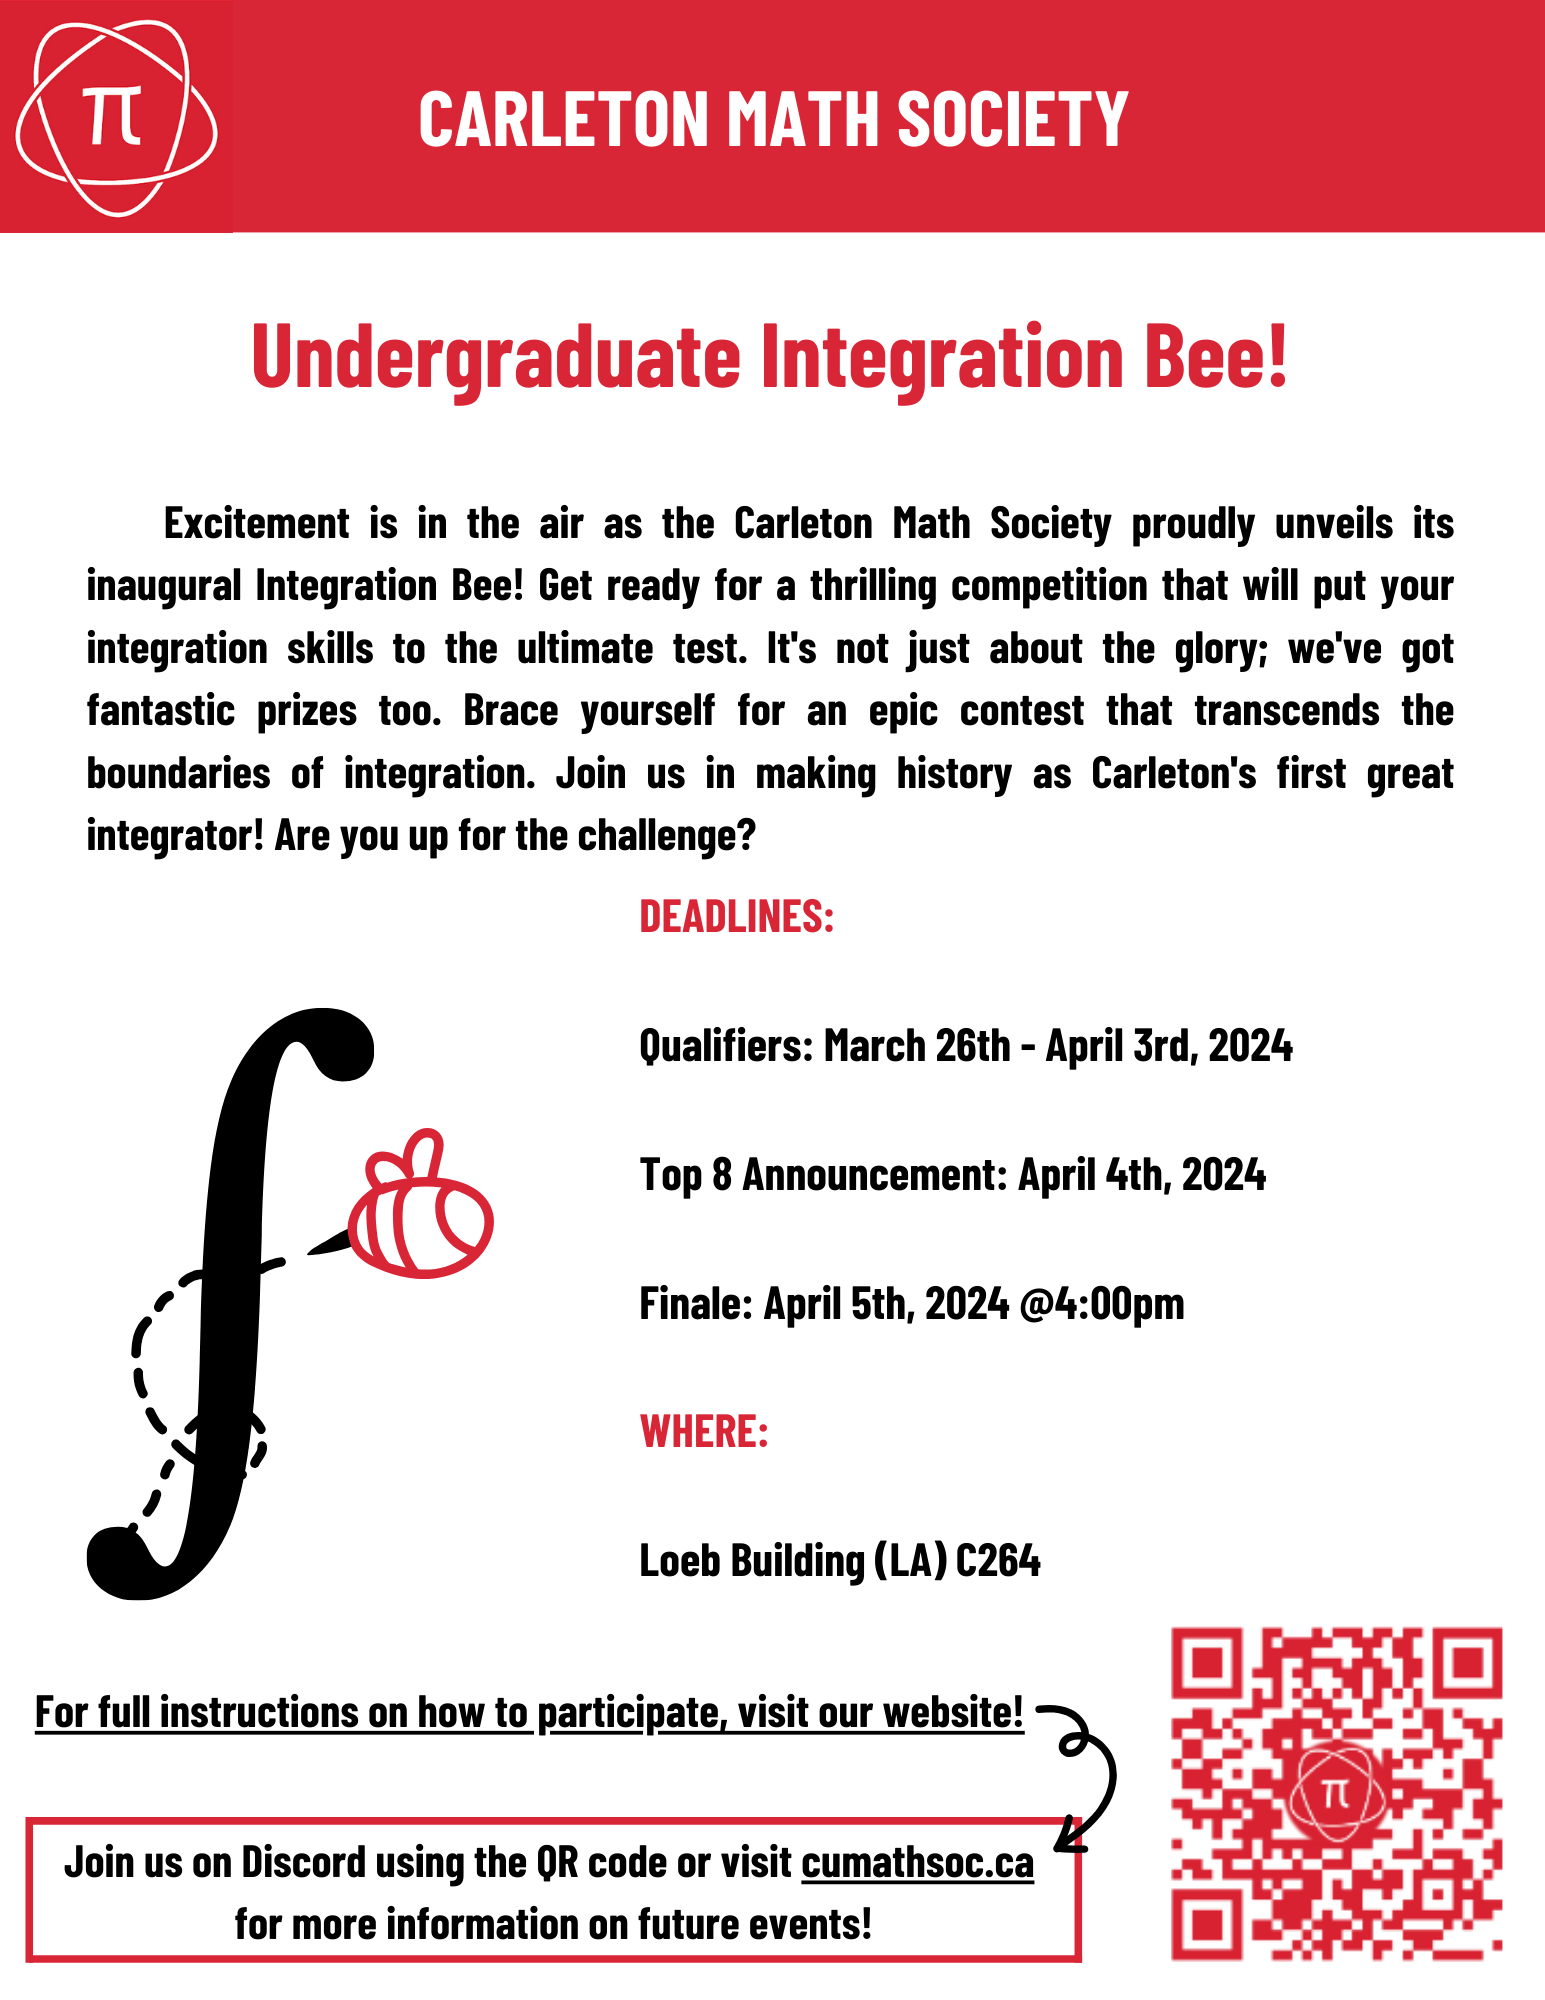 π
CARLETON MATH SOCIETY
Undergraduate Integration Bee!
Excitement is in the air as the Carleton Math Society proudly unveils its
inaugural Integration Bee! Get ready for a thrilling competition that will put your
integration skills to the ultimate test. It's not just about the glory; we've got
fantastic prizes too. Brace yourself for an epic contest that transcends the
boundaries of integration. Join us in making history as Carleton's first great
integrator! Are you up for the challenge?
DEADLINES:
Qualifiers: March 26th - April 3rd, 2024
Top 8 Announcement: April 4th, 2024
Finale: April 5th, 2024 @4:00pm
WHERE:
Loeb Building (LA) C264
∫
For full instructions on how to participate, visit our website!
Join us on Discord using the QR code or visit cumathsoc.ca
for more information on future events!
π